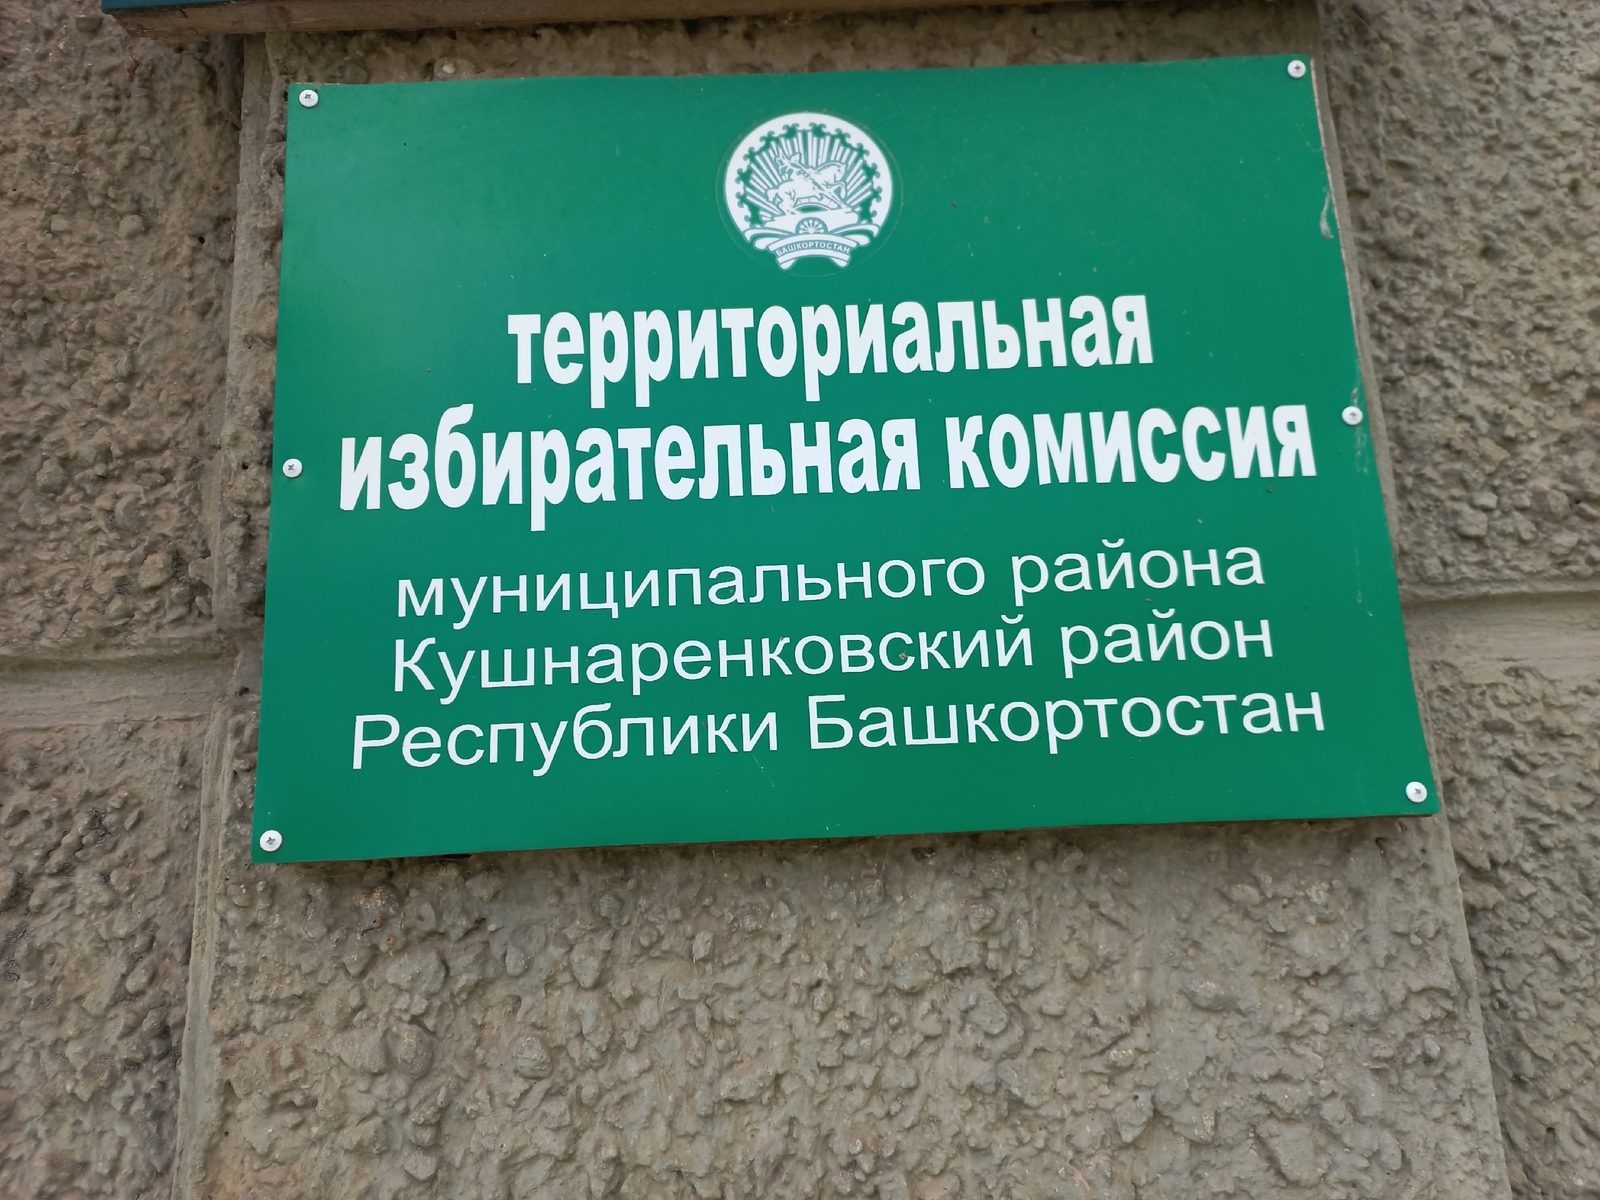 БАШКОРТОСТАН
территориальная
избирательная комиссия
муниципального района
Кушнаренковский район
Республики Башкортостан